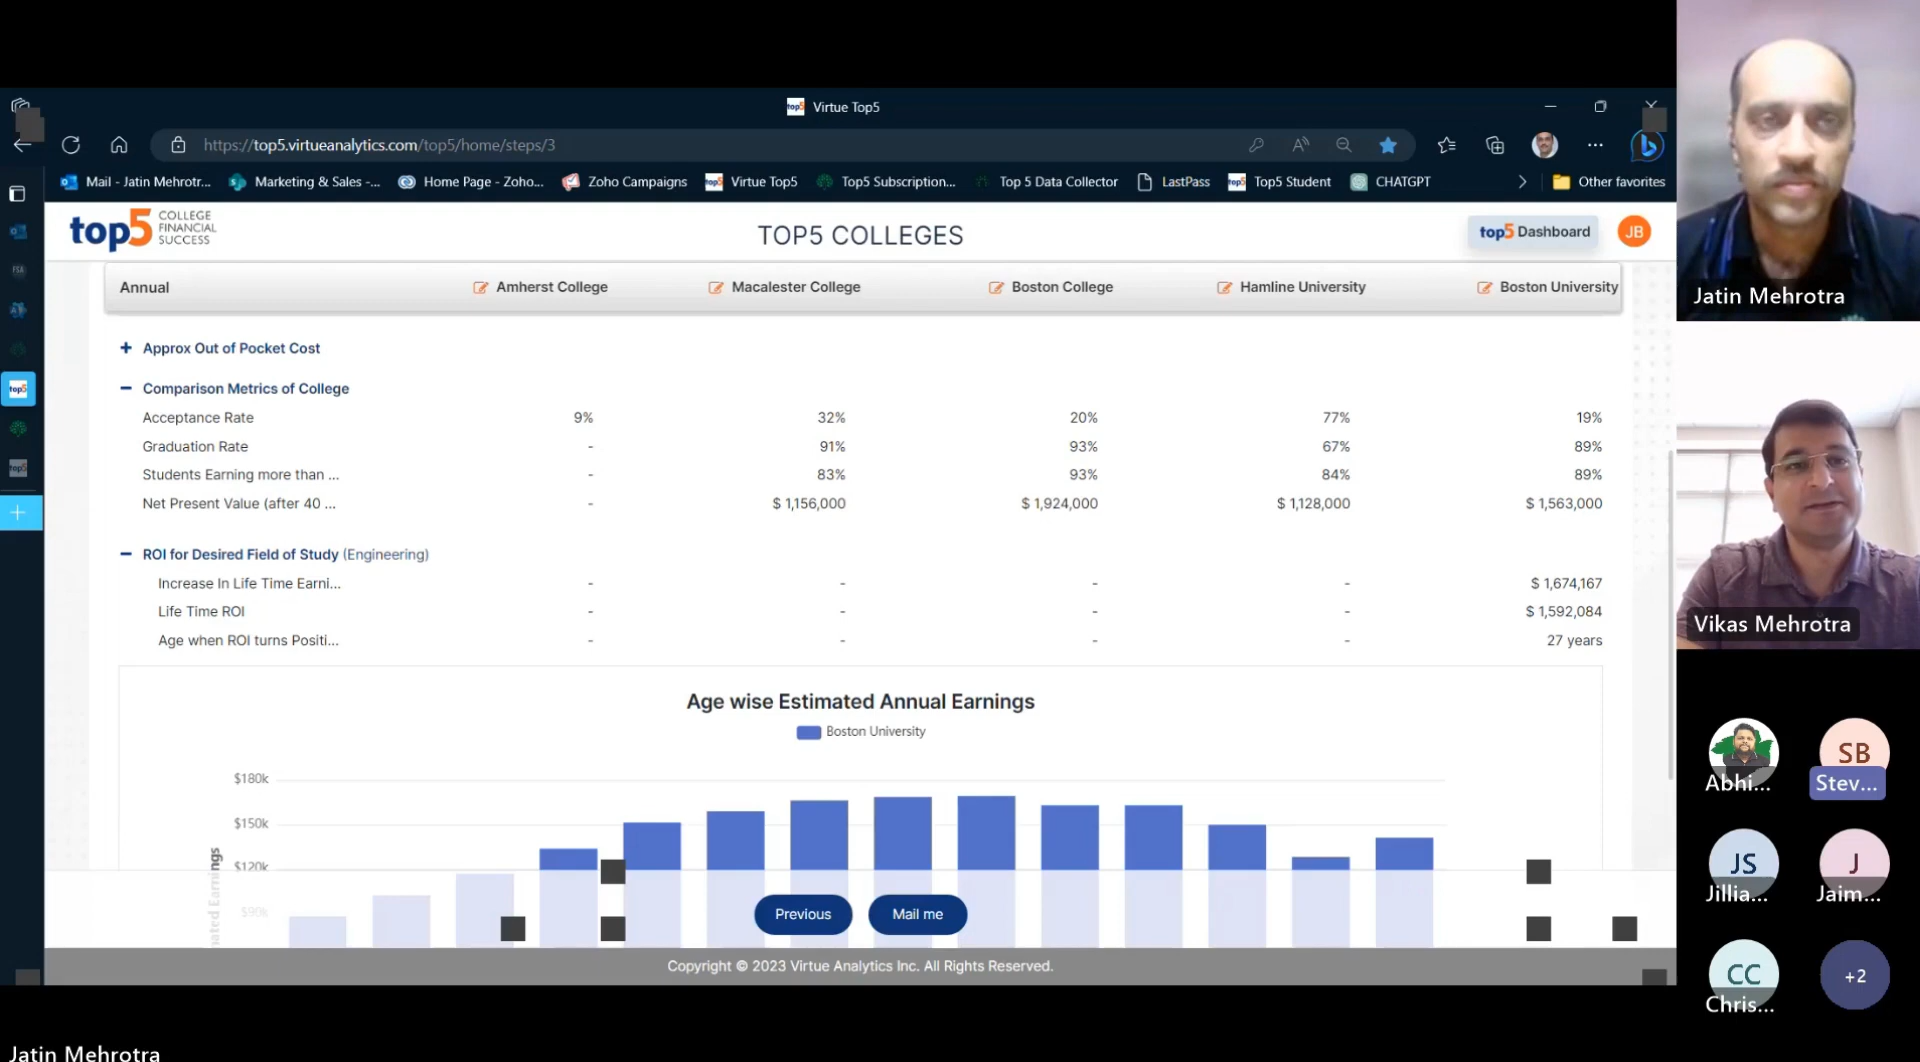 Virtue Top5
https://top5.virtueanalytics.com/top5/home/steps/3
Mail - Jatin Mehrotr... Marketing & Sales -... Home Page - Zoho... Zoho Campaigns Virtue Top5 Top5 Subscription... Top 5 Data Collector LastPass Top5 Student CHATGPT Other favorites
top5 COLLEGE FINANCIAL SUCCESS
TOP5 COLLEGES
top5 Dashboard JB
Annual Amherst College Macalester College Boston College Hamline University Boston University
+ Approx Out of Pocket Cost
− Comparison Metrics of College
Acceptance Rate 9% 32% 20% 77% 19%
Graduation Rate - 91% 93% 67% 89%
Students Earning more than ... - 83% 93% 84% 89%
Net Present Value (after 40 ... - $ 1,156,000 $ 1,924,000 $ 1,128,000 $ 1,563,000
− ROI for Desired Field of Study (Engineering)
Increase In Life Time Earni... - - - - $ 1,674,167
Life Time ROI - - - - $ 1,592,084
Age when ROI turns Positi... - - - - 27 years
Age wise Estimated Annual Earnings
Boston University
$180k
$150k
$120k
$90k
Previous Mail me
Copyright © 2023 Virtue Analytics Inc. All Rights Reserved.
Jatin Mehrotra
Jatin Mehrotra
Vikas Mehrotra
Abhi... SB Stev...
JS Jillia... J Jaim...
CC Chris... +2